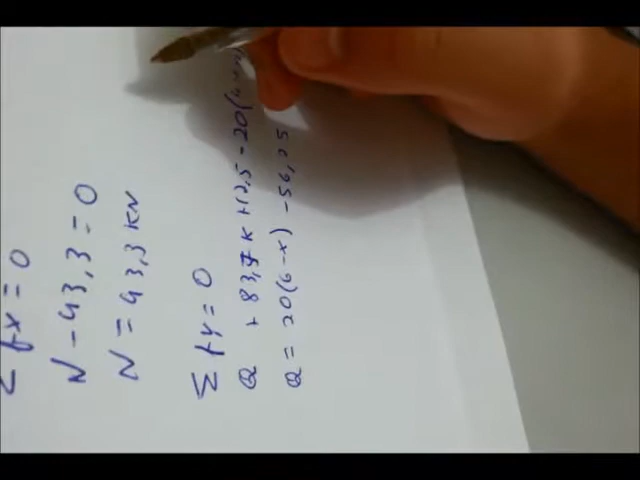 Σ fx = 0
N - 43,3 = 0
N = 43,3 KN
Σ fy = 0
Q + 83,7 x + 12,5 - 20(
Q = 20(6-x) - 56,25